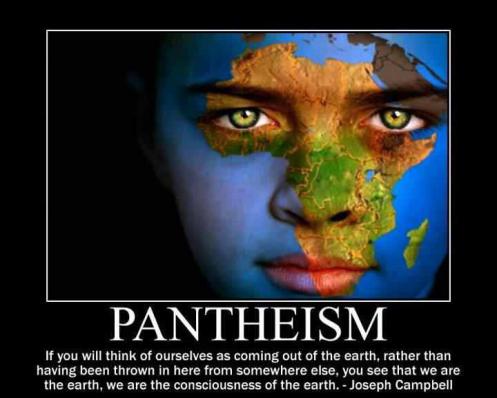 PANTHEISM
If you will think of ourselves as coming out of the earth, rather than
having been thrown in here from somewhere else, you see that we are
the earth, we are the consciousness of the earth. - Joseph Campbell